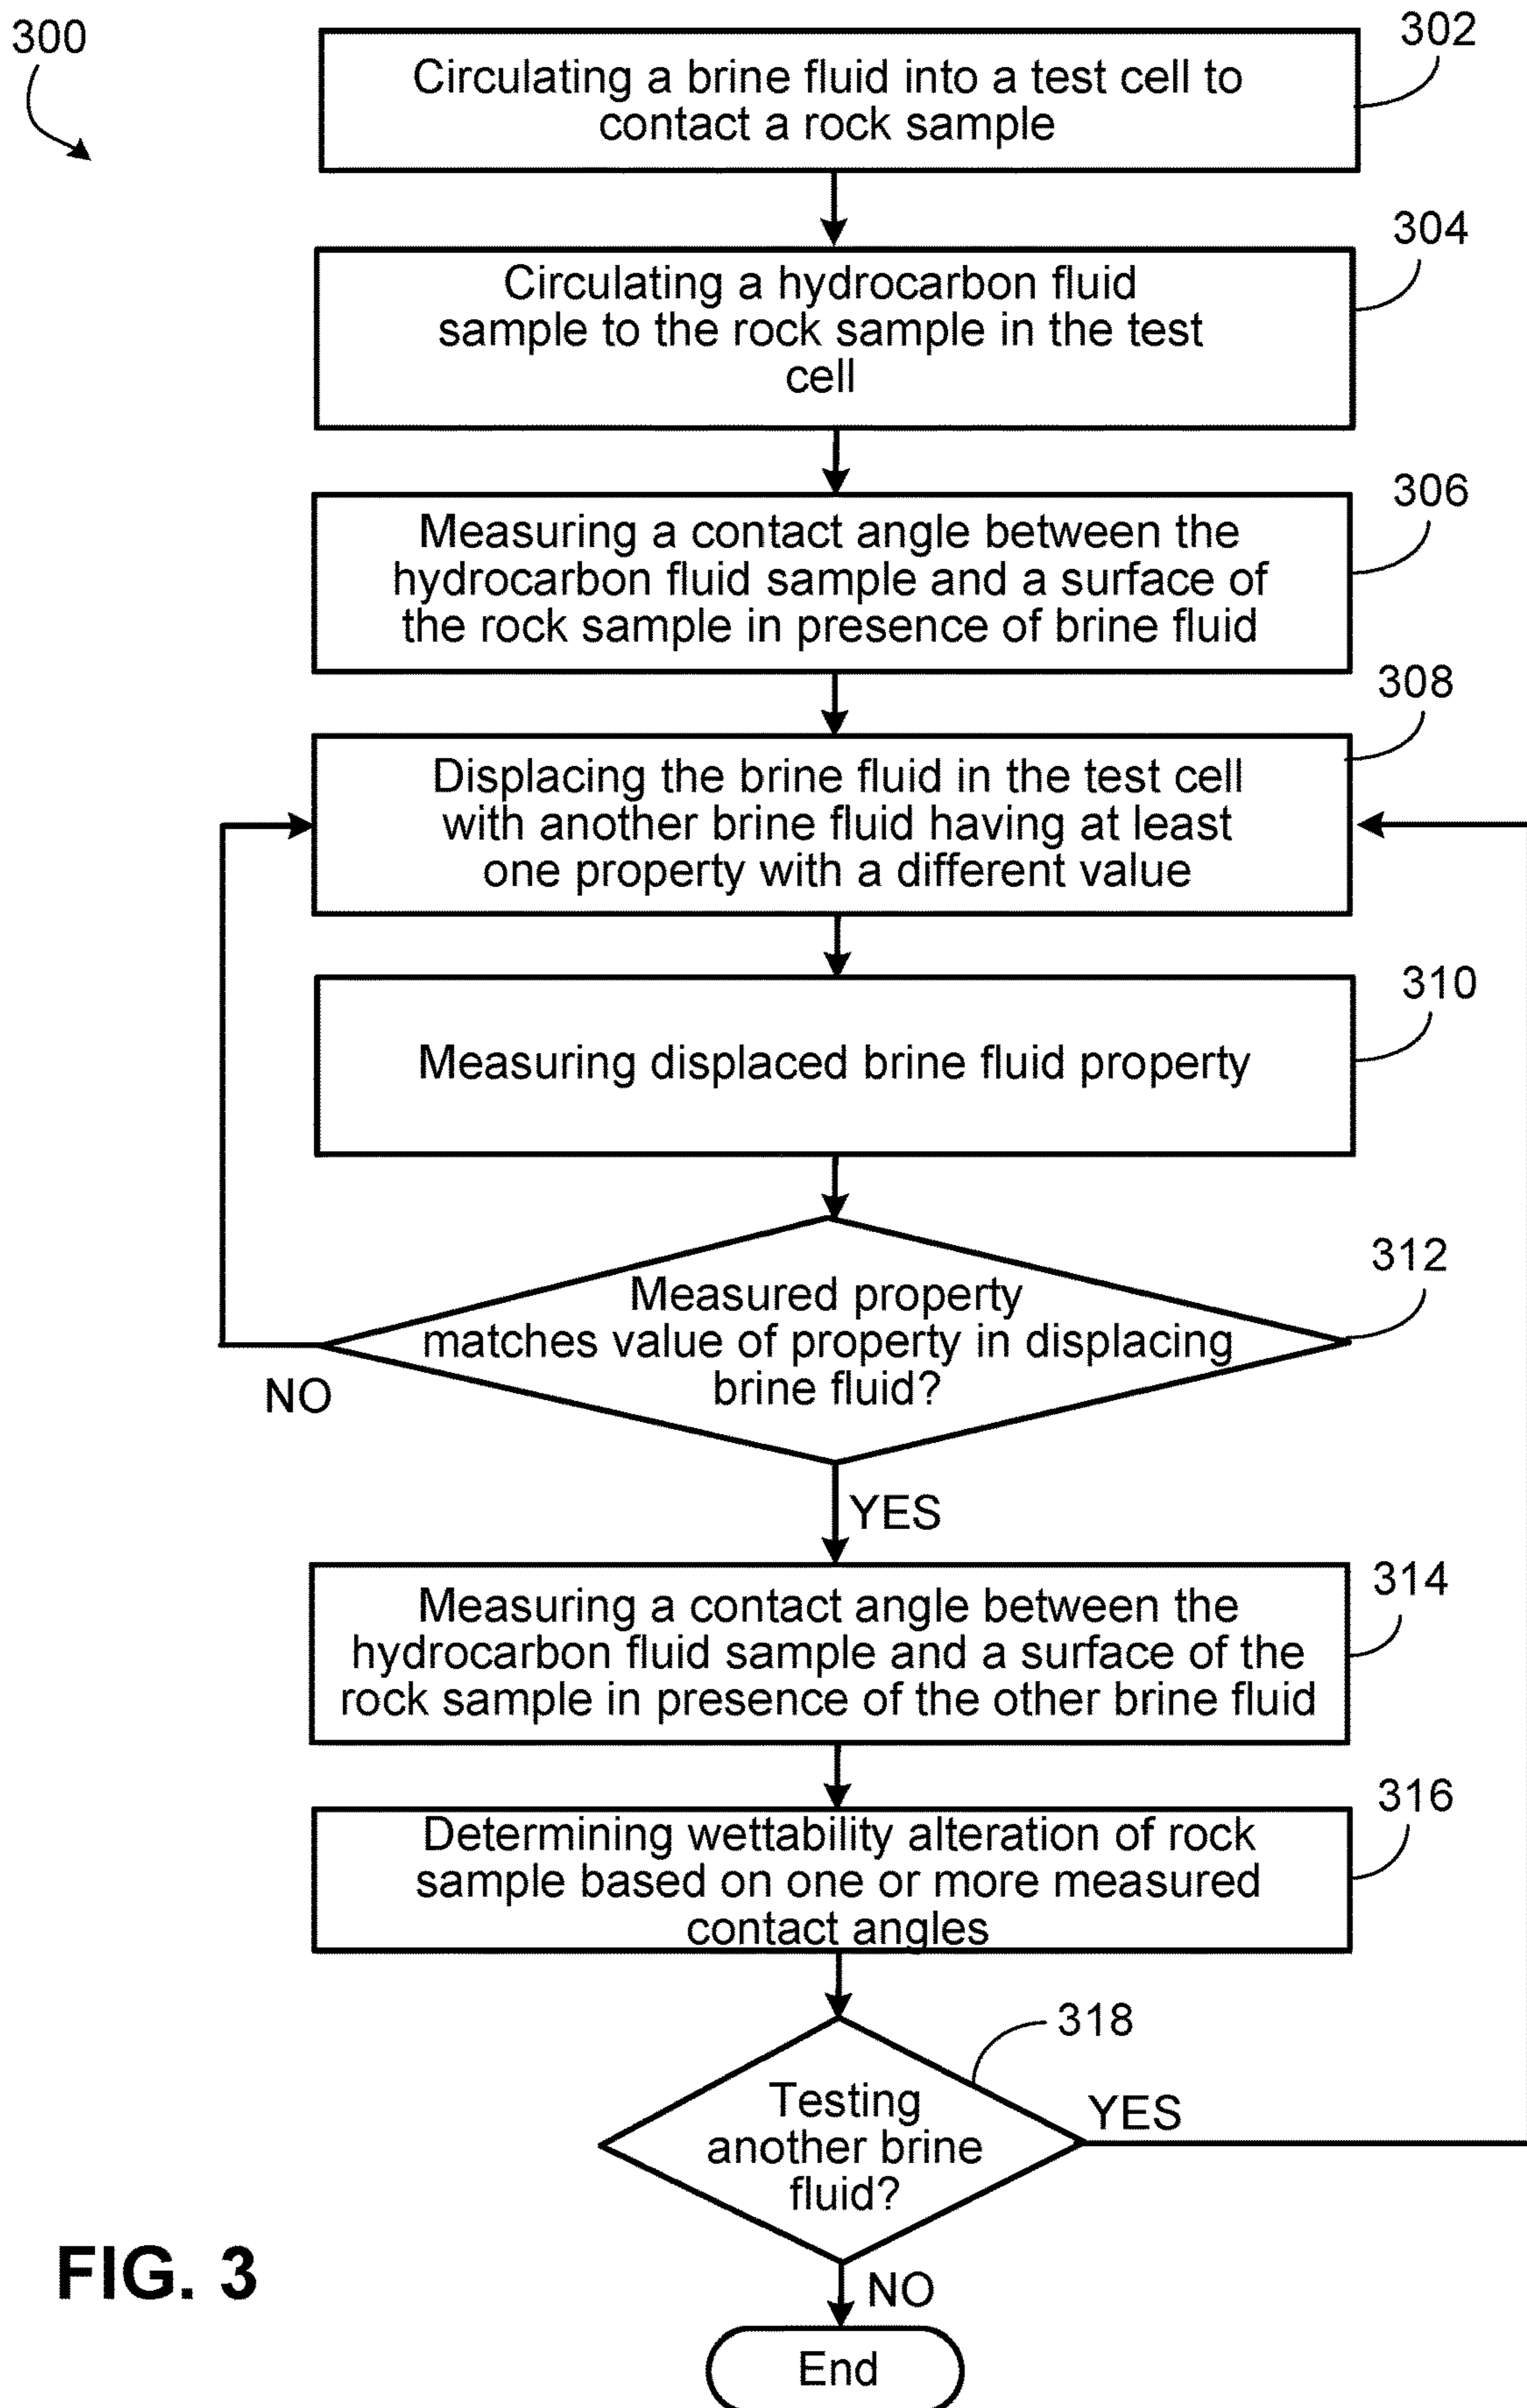 300
302
Circulating a brine fluid into a test cell to
contact a rock sample
304
Circulating a hydrocarbon fluid
sample to the rock sample in the test
cell
306
Measuring a contact angle between the
hydrocarbon fluid sample and a surface of
the rock sample in presence of brine fluid
308
Displacing the brine fluid in the test cell
with another brine fluid having at least
one property with a different value
310
Measuring displaced brine fluid property
312
Measured property
matches value of property in displacing
brine fluid?
NO
YES
314
Measuring a contact angle between the
hydrocarbon fluid sample and a surface of the
rock sample in presence of the other brine fluid
316
Determining wettability alteration of rock
sample based on one or more measured
contact angles
318
Testing
another brine
fluid?
YES
NO
End
FIG. 3